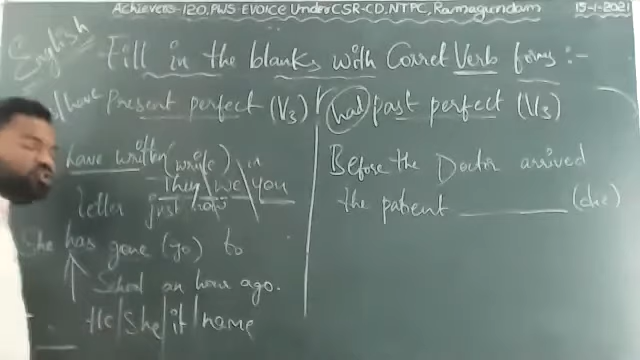 Achievers-120, PWS EVOICE Under CSR-CD, NTPC, Ramagundam 15-1-2021
English
Fill in the blanks with Corret Verb forms :-
/have Present perfect (V3)
have written (write)
They/we\you
letter just now
She has gone (go) to
School an hour ago.
He/She/it/name
had past perfect (V3)
Before the Doctor arrived
the patient ________ (die)